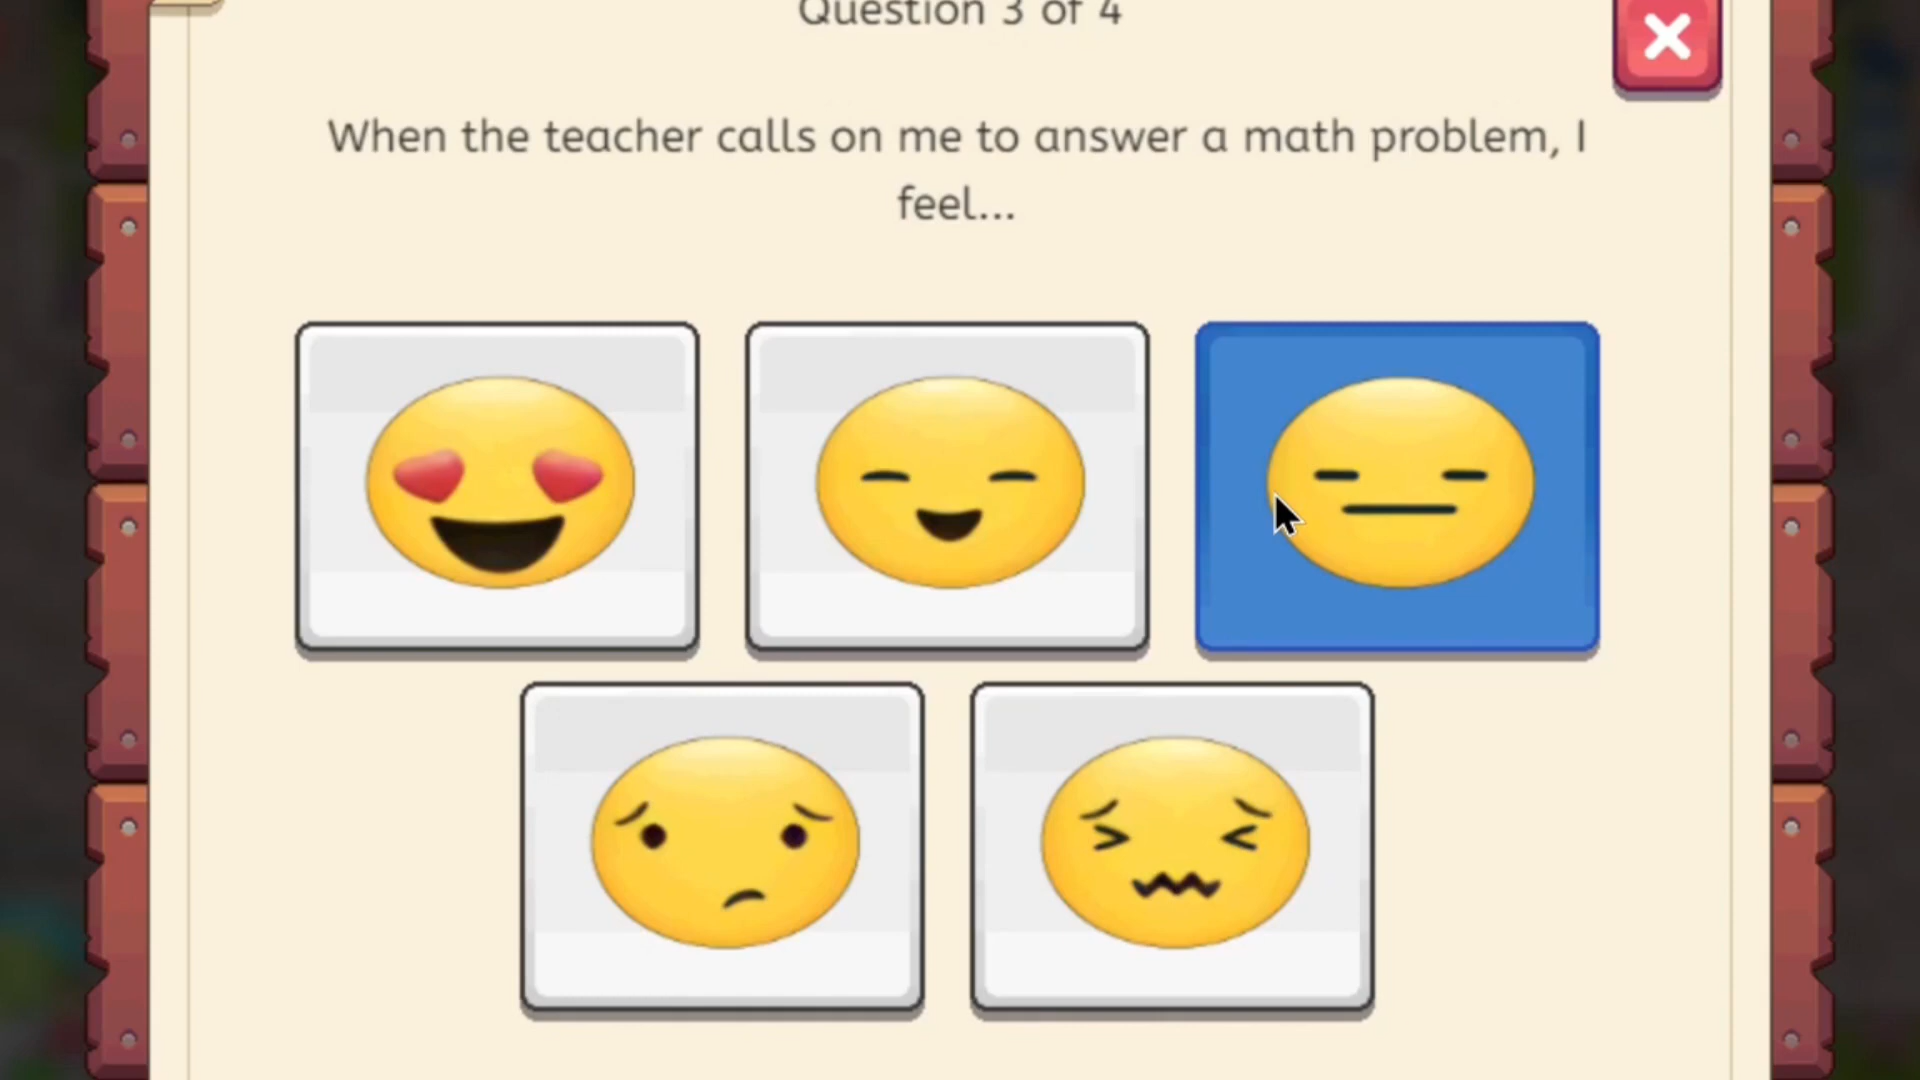 Question 3 of 4
When the teacher calls on me to answer a math problem, I
feel...